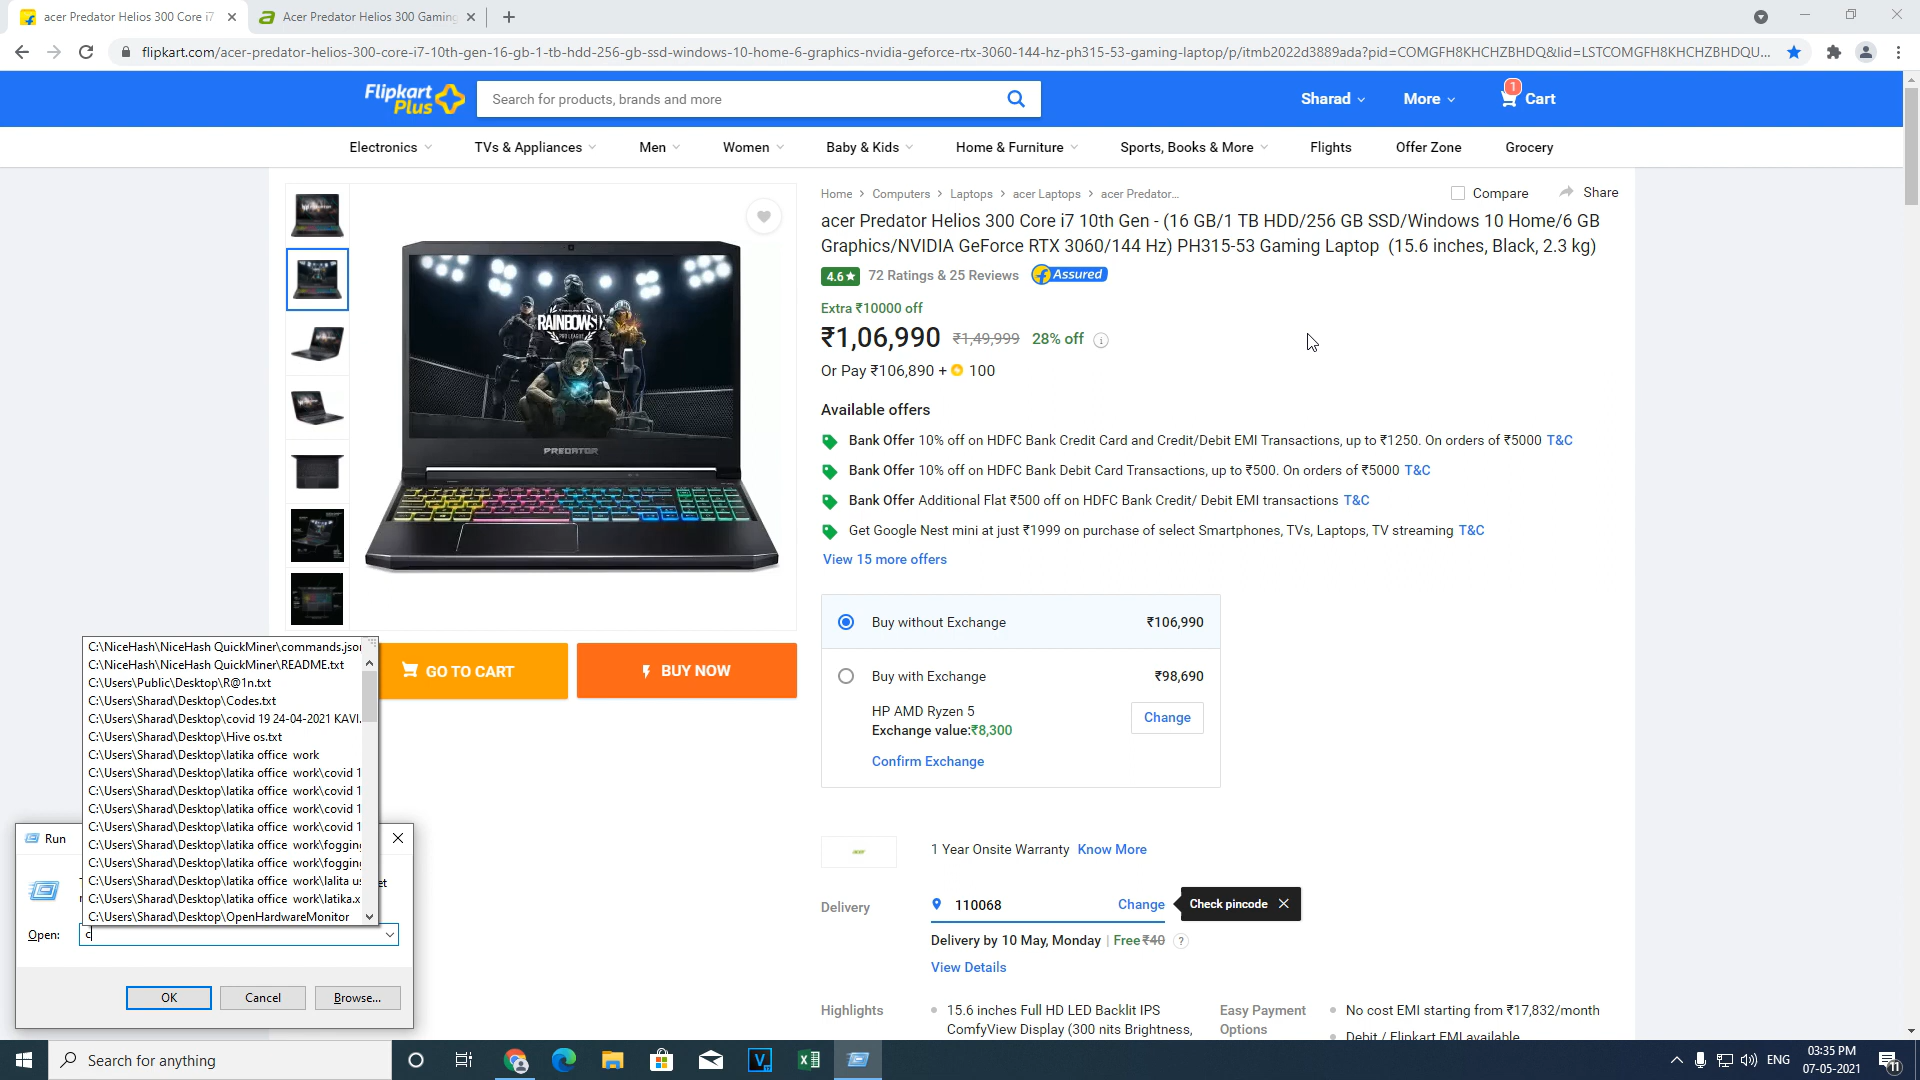 acer Predator Helios 300 Core i7
Acer Predator Helios 300 Gaming
flipkart.com/acer-predator-helios-300-core-i7-10th-gen-16-gb-1-tb-hdd-256-gb-ssd-windows-10-home-6-graphics-nvidia-geforce-rtx-3060-144-hz-ph315-53-gaming-laptop/p/itmb2022d3889ada?pid=COMGFH8KHCHZBHDQ&lid=LSTCOMGFH8KHCHZBHDQU...
Flipkart
Plus
Search for products, brands and more
Sharad
More
1
Cart
Electronics
TVs & Appliances
Men
Women
Baby & Kids
Home & Furniture
Sports, Books & More
Flights
Offer Zone
Grocery
Home > Computers > Laptops > acer Laptops > acer Predator...
Compare
Share
acer Predator Helios 300 Core i7 10th Gen - (16 GB/1 TB HDD/256 GB SSD/Windows 10 Home/6 GB
Graphics/NVIDIA GeForce RTX 3060/144 Hz) PH315-53 Gaming Laptop (15.6 inches, Black, 2.3 kg)
4.6★ 72 Ratings & 25 Reviews Assured
Extra ₹10000 off
₹1,06,990 ₹1,49,999 28% off
Or Pay ₹106,890 + 100
RAINBOWSIX
PRO LEAGUE
PREDATOR
Available offers
Bank Offer 10% off on HDFC Bank Credit Card and Credit/Debit EMI Transactions, up to ₹1250. On orders of ₹5000 T&C
Bank Offer 10% off on HDFC Bank Debit Card Transactions, up to ₹500. On orders of ₹5000 T&C
Bank Offer Additional Flat ₹500 off on HDFC Bank Credit/ Debit EMI transactions T&C
Get Google Nest mini at just ₹1999 on purchase of select Smartphones, TVs, Laptops, TV streaming T&C
View 15 more offers
Buy without Exchange ₹106,990
Buy with Exchange ₹98,690
HP AMD Ryzen 5
Exchange value:₹8,300
Change
Confirm Exchange
GO TO CART
BUY NOW
C:\NiceHash\NiceHash QuickMiner\commands.json
C:\NiceHash\NiceHash QuickMiner\README.txt
C:\Users\Public\Desktop\R@1n.txt
C:\Users\Sharad\Desktop\Codes.txt
C:\Users\Sharad\Desktop\covid 19 24-04-2021 KAVI.
C:\Users\Sharad\Desktop\Hive os.txt
C:\Users\Sharad\Desktop\latika office work
C:\Users\Sharad\Desktop\latika office work\covid 1
C:\Users\Sharad\Desktop\latika office work\covid 1
C:\Users\Sharad\Desktop\latika office work\covid 1
C:\Users\Sharad\Desktop\latika office work\covid 1
C:\Users\Sharad\Desktop\latika office work\fogging
C:\Users\Sharad\Desktop\latika office work\fogging
C:\Users\Sharad\Desktop\latika office work\lalita us
C:\Users\Sharad\Desktop\latika office work\latika.x
C:\Users\Sharad\Desktop\OpenHardwareMonitor
Run
et
Open: c
OK
Cancel
Browse...
acer
1 Year Onsite Warranty Know More
Delivery
110068
Change
Check pincode
Delivery by 10 May, Monday | Free ₹40 ?
View Details
Highlights
15.6 inches Full HD LED Backlit IPS
ComfyView Display (300 nits Brightness,
Easy Payment
Options
No cost EMI starting from ₹17,832/month
Debit / Flipkart EMI available
Search for anything
ENG
03:35 PM
07-05-2021
11